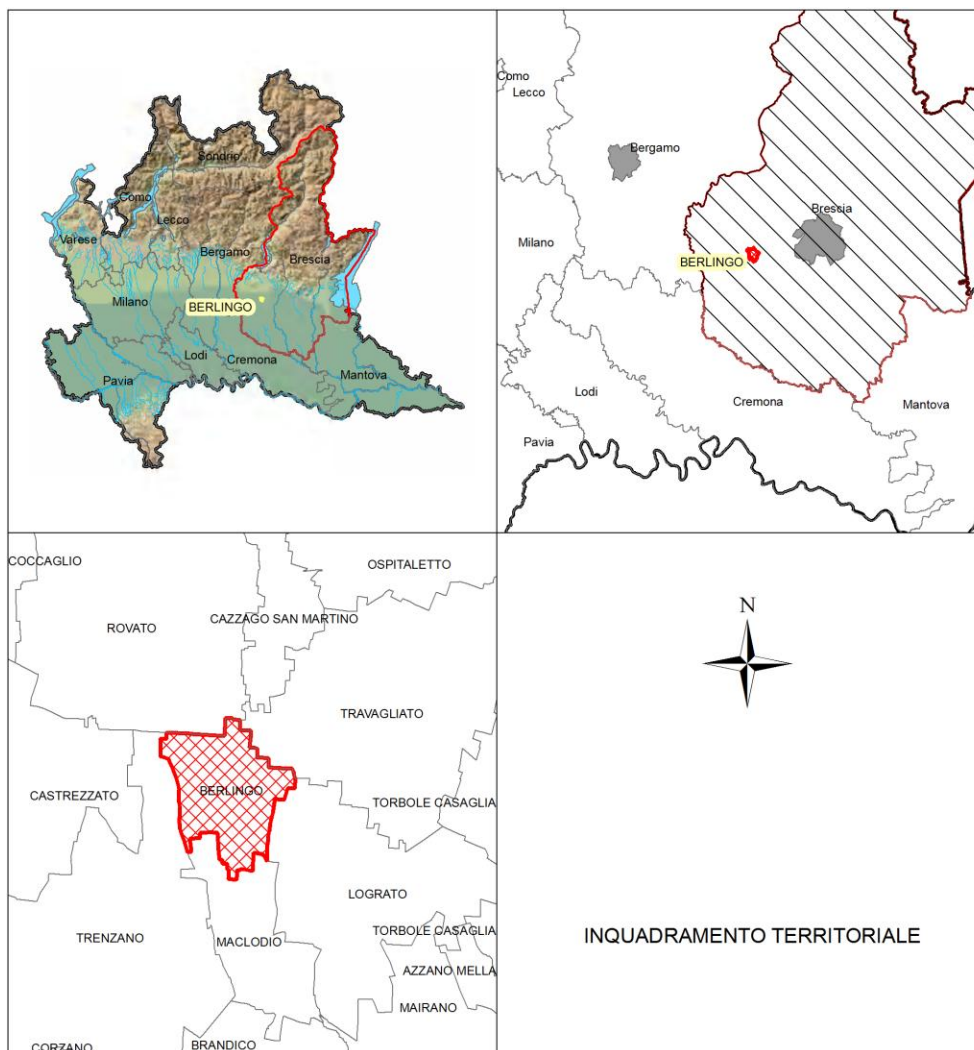 Sondrio
Como
Lecco
Varese
Bergamo
Brescia
BERLINGO
Milano
Lodi
Cremona
Mantova
Pavia
Como
Lecco
Bergamo
Brescia
Milano
BERLINGO
Lodi
Cremona
Mantova
Pavia
COCCAGLIO
OSPITALETTO
ROVATO
CAZZAGO SAN MARTINO
TRAVAGLIATO
BERLINGO
CASTREZZATO
TORBOLE CASAGLIA
LOGRATO
TRENZANO
MACLODIO
TORBOLE CASAGLIA
AZZANO MELLA
MAIRANO
CORZANO
BRANDICO
N
INQUADRAMENTO TERRITORIALE